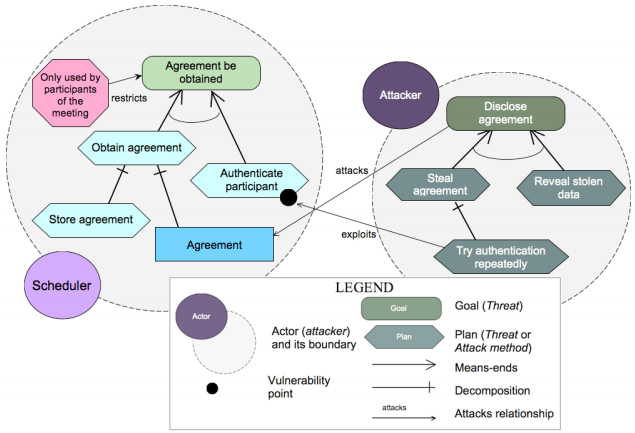 Agreement be
obtained
Only used by
participants
of the
meeting
restricts
Attacker
Disclose
agreement
Obtain agreement
attacks
Authenticate
participant
Steal
agreement
Reveal stolen
data
Store agreement
Agreement
exploits
Try authentication
repeatedly
Scheduler
LEGEND
Actor
Actor (attacker)
and its boundary
Vulnerability
point
Goal
Goal (Threat)
Plan
Plan (Threat or
Attack method)
Means-ends
Decomposition
attacks
Attacks relationship